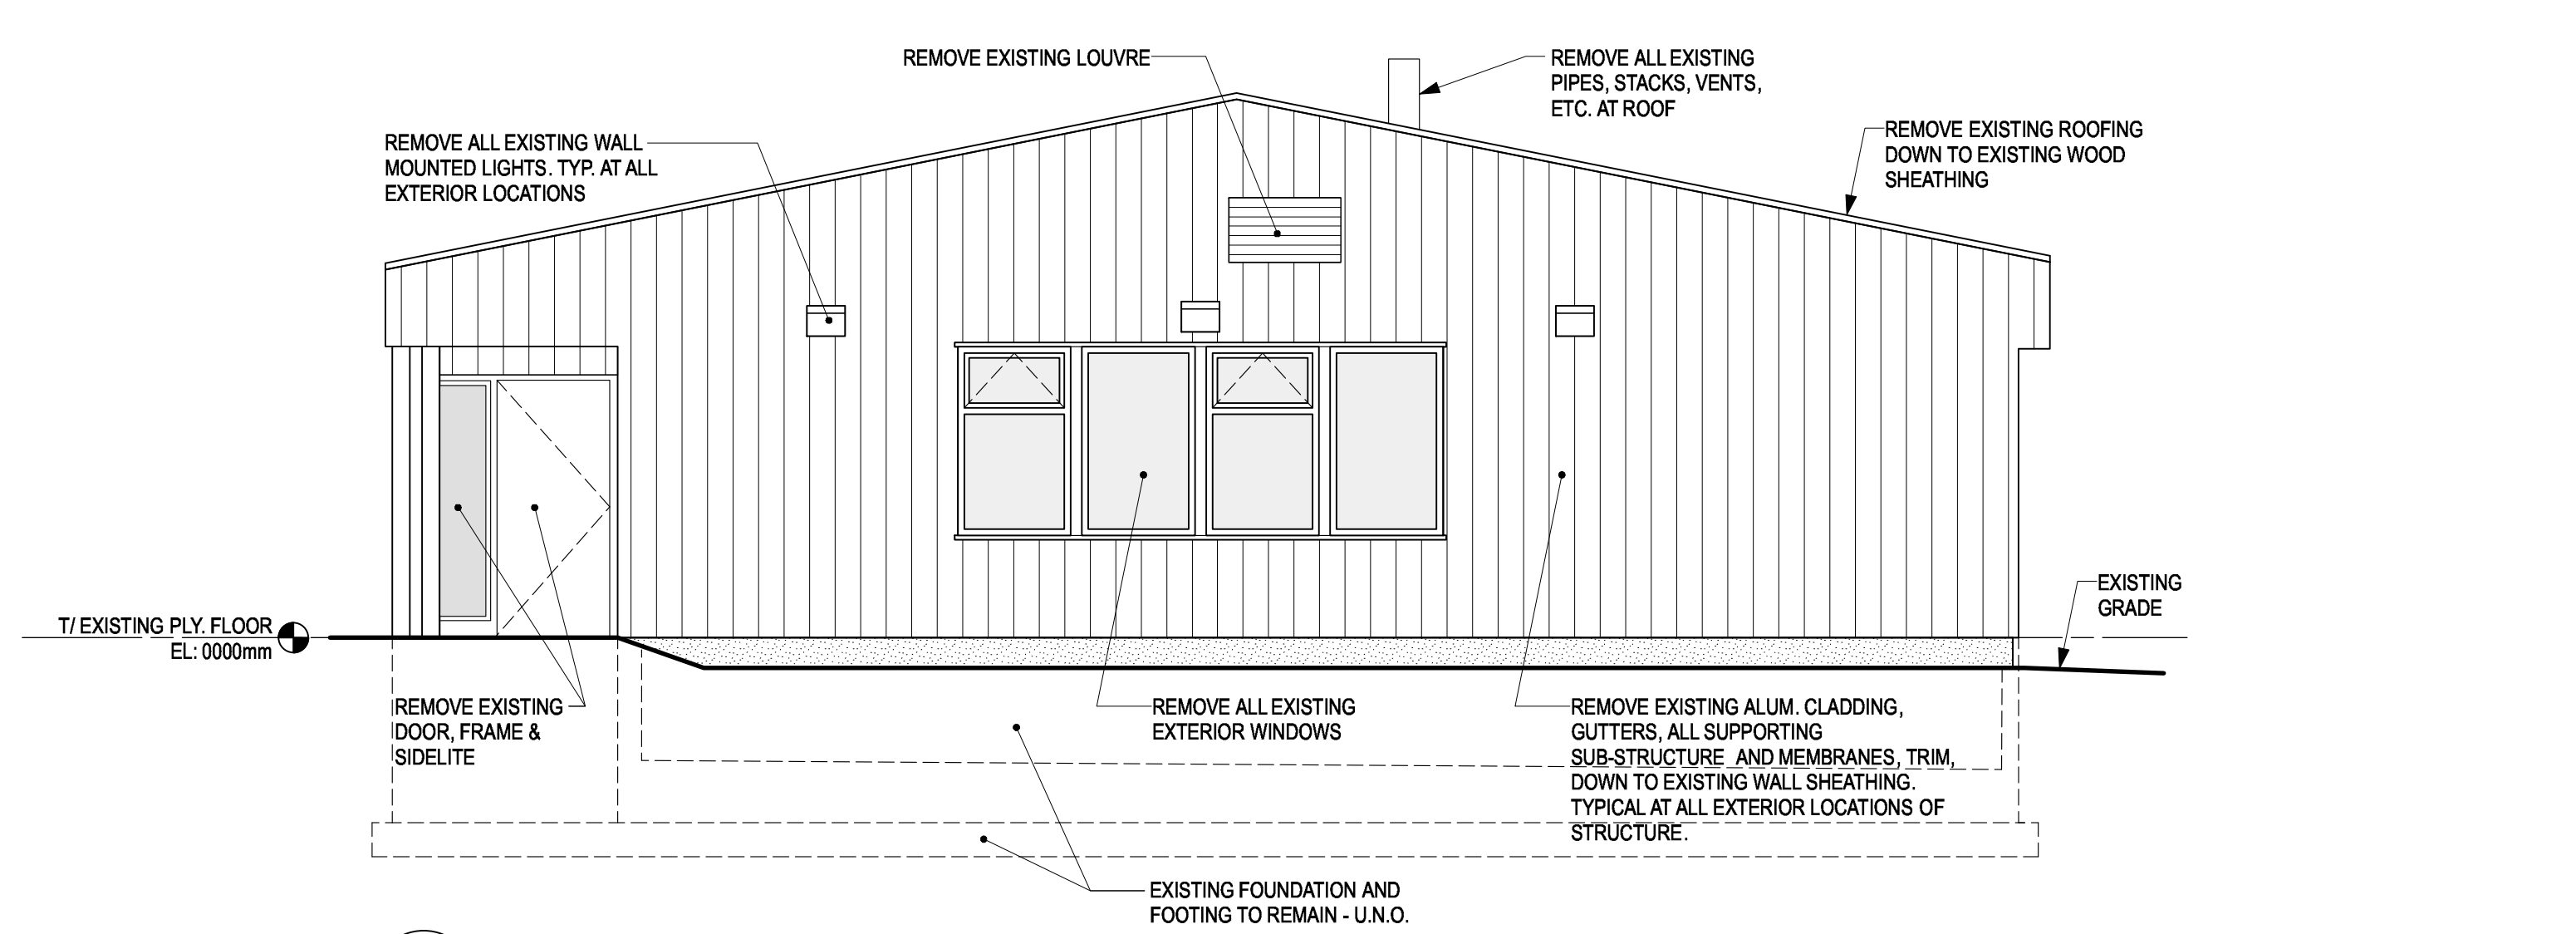 REMOVE EXISTING LOUVRE
REMOVE ALL EXISTING
PIPES, STACKS, VENTS,
ETC. AT ROOF
REMOVE ALL EXISTING WALL
MOUNTED LIGHTS. TYP. AT ALL
EXTERIOR LOCATIONS
REMOVE EXISTING ROOFING
DOWN TO EXISTING WOOD
SHEATHING
EXISTING
GRADE
T/ EXISTING PLY. FLOOR
EL: 0000mm
REMOVE EXISTING
DOOR, FRAME &
SIDELITE
REMOVE ALL EXISTING
EXTERIOR WINDOWS
REMOVE EXISTING ALUM. CLADDING,
GUTTERS, ALL SUPPORTING
SUB-STRUCTURE AND MEMBRANES, TRIM,
DOWN TO EXISTING WALL SHEATHING.
TYPICAL AT ALL EXTERIOR LOCATIONS OF
STRUCTURE.
EXISTING FOUNDATION AND
FOOTING TO REMAIN - U.N.O.